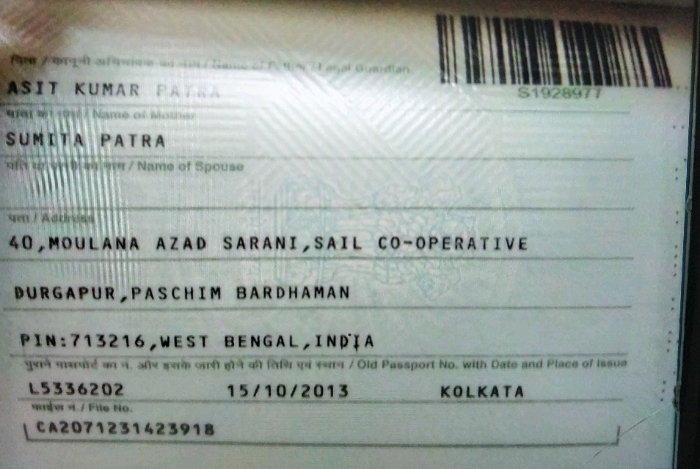 पिता / कानूनी अभिभावक का नाम / Name of Father / Legal Guardian
S1928977
ASIT KUMAR PATRA
माता का नाम / Name of Mother
SUMITA PATRA
पति या पत्नी का नाम / Name of Spouse
पता / Address
40,MOULANA AZAD SARANI,SAIL CO-OPERATIVE
DURGAPUR,PASCHIM BARDHAMAN
PIN:713216,WEST BENGAL,INDIA
पुराने पासपोर्ट का नं. और इसके जारी होने की तिथि एवं स्थान / Old Passport No. with Date and Place of Issue
L5336202 15/10/2013 KOLKATA
फाईल नं./ File No.
CA2071231423918